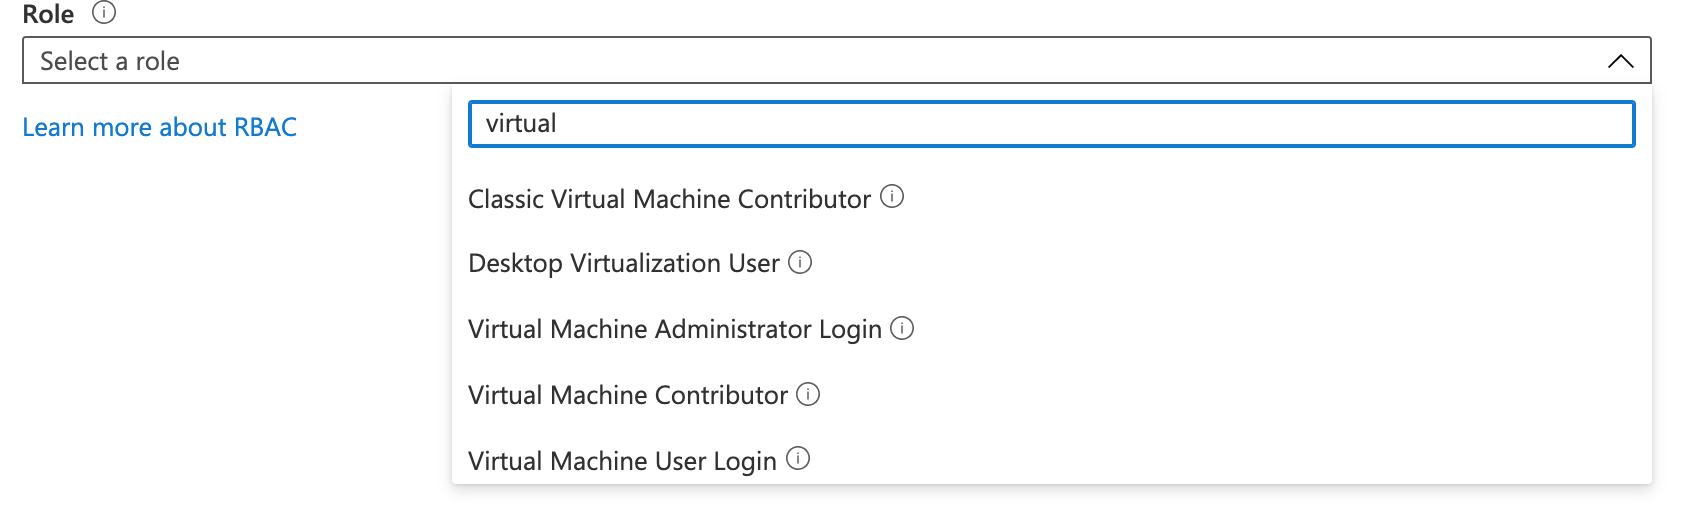 Role
Select a role
Learn more about RBAC
virtual
Classic Virtual Machine Contributor
Desktop Virtualization User
Virtual Machine Administrator Login
Virtual Machine Contributor
Virtual Machine User Login